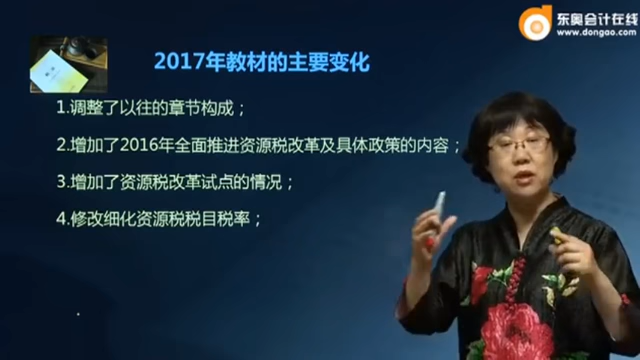 东奥会计在线
www.dongao.com
2017年教材的主要变化
1.调整了以往的章节构成；
2.增加了2016年全面推进资源税改革及具体政策的内容；
3.增加了资源税改革试点的情况；
4.修改细化资源税税目税率；